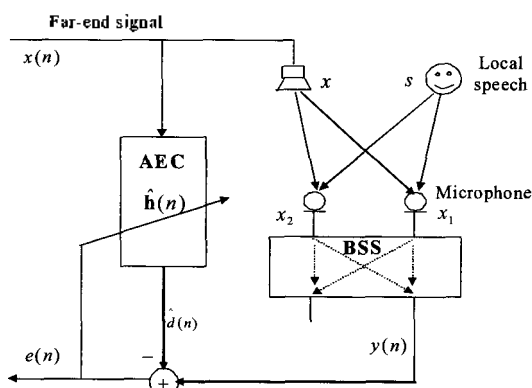 Far-end signal
x(n)
x
s
Local
speech
AEC
ĥ(n)
Microphone
x₂
x₁
BSS
d̂(n)
y(n)
e(n)
−
+